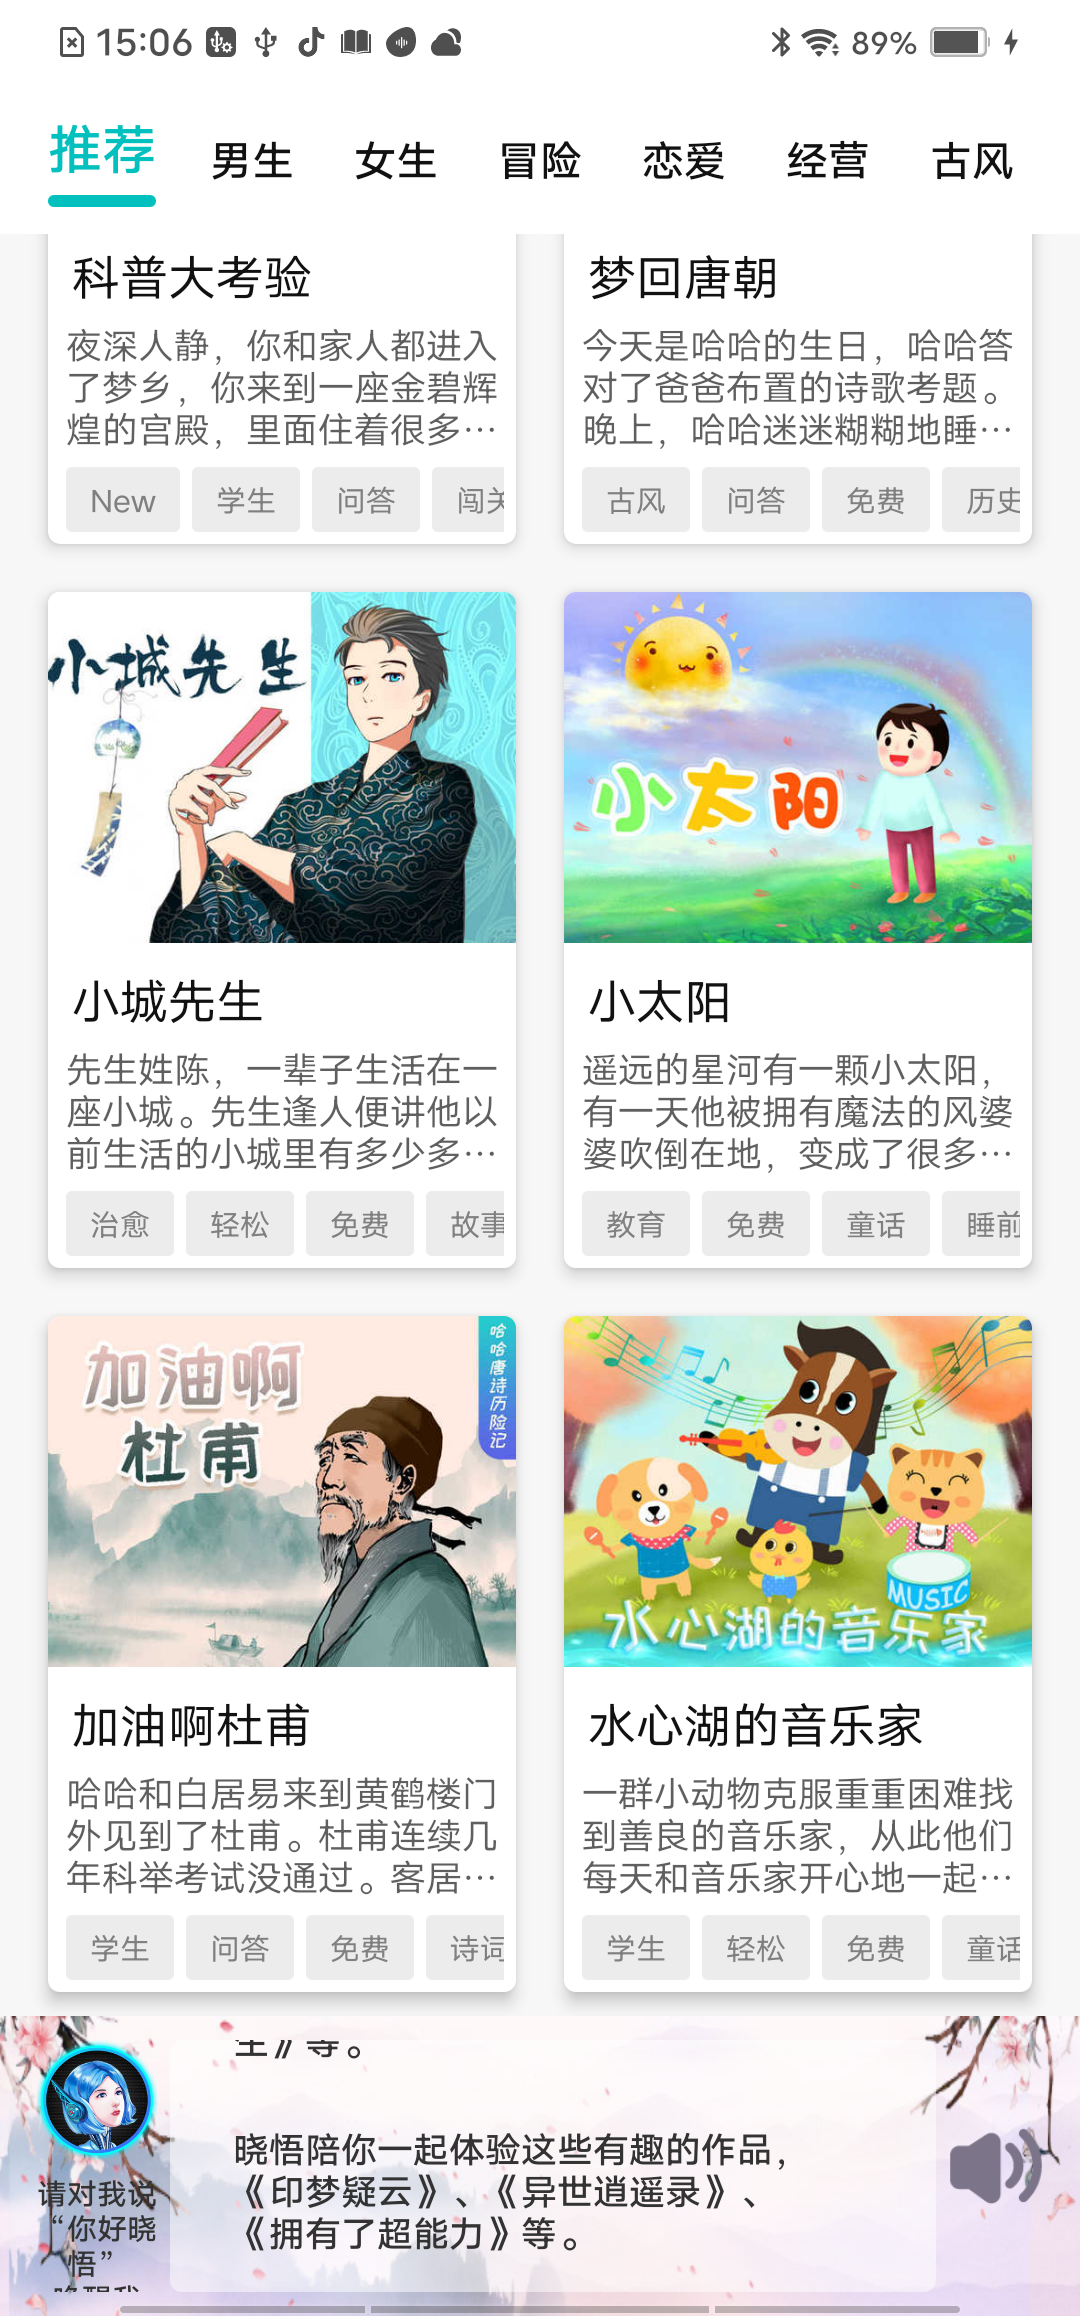 15:06
89%
推荐 男生 女生 冒险 恋爱 经营 古风
科普大考验
夜深人静，你和家人都进入
了梦乡，你来到一座金碧辉
煌的宫殿，里面住着很多…
New 学生 问答 闯关
梦回唐朝
今天是哈哈的生日，哈哈答
对了爸爸布置的诗歌考题。
晚上，哈哈迷迷糊糊地睡…
古风 问答 免费 历史
小城先生
小城先生
先生姓陈，一辈子生活在一
座小城。先生逢人便讲他以
前生活的小城里有多少多…
治愈 轻松 免费 故事
小太阳
小太阳
遥远的星河有一颗小太阳，
有一天他被拥有魔法的风婆
婆吹倒在地，变成了很多…
教育 免费 童话 睡前
加油啊
杜甫
哈哈唐诗历险记
加油啊杜甫
哈哈和白居易来到黄鹤楼门
外见到了杜甫。杜甫连续几
年科举考试没通过。客居…
学生 问答 免费 诗词
MUSIC
水心湖的音乐家
水心湖的音乐家
一群小动物克服重重困难找
到善良的音乐家，从此他们
每天和音乐家开心地一起…
学生 轻松 免费 童话
生》等。
晓悟陪你一起体验这些有趣的作品，
《印梦疑云》、《异世逍遥录》、
《拥有了超能力》等。
请对我说
“你好晓
悟”
唤醒我